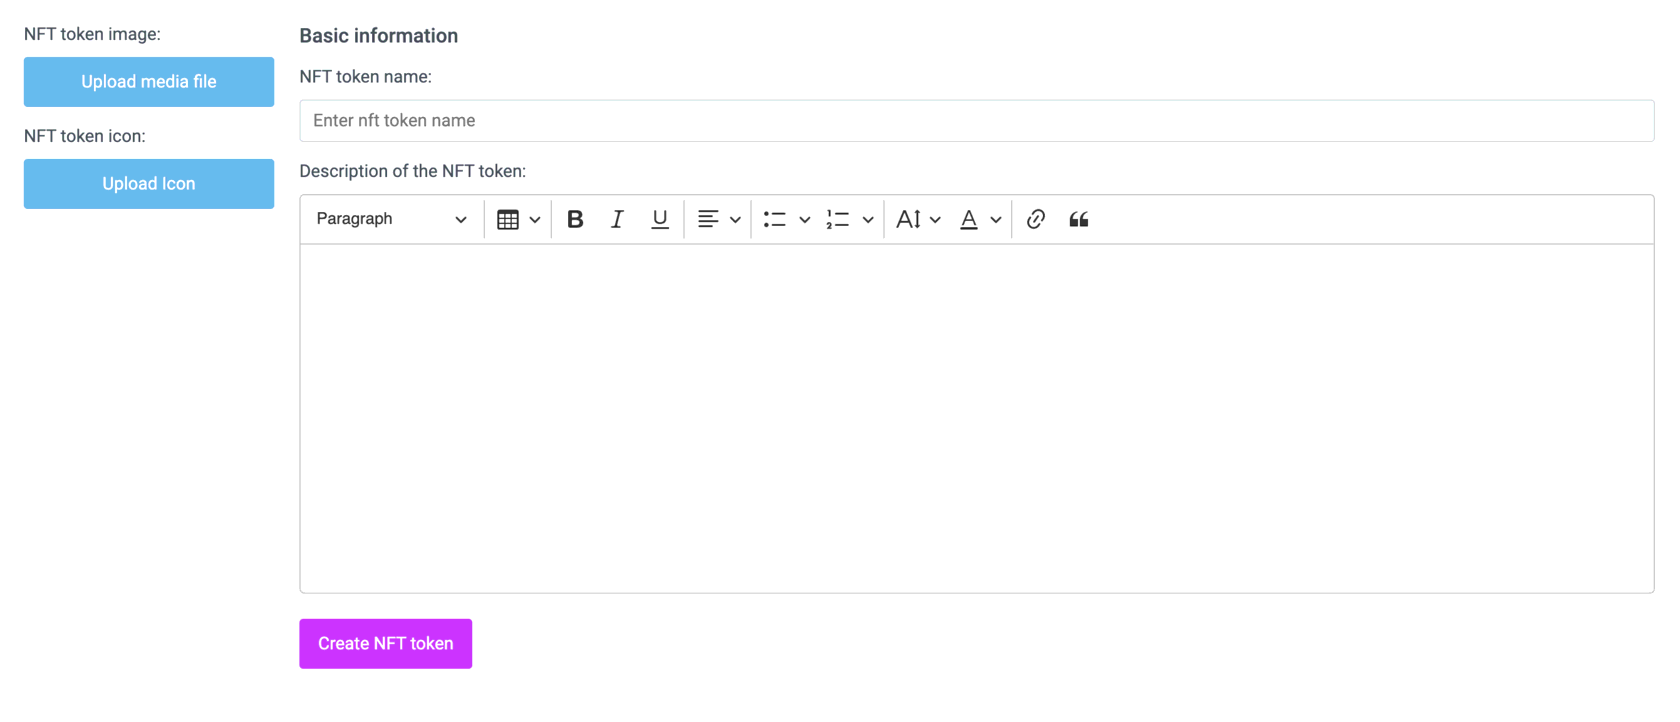 NFT token image:
Upload media file
NFT token icon:
Upload Icon
Basic information
NFT token name:
Enter nft token name
Description of the NFT token:
Paragraph
Create NFT token